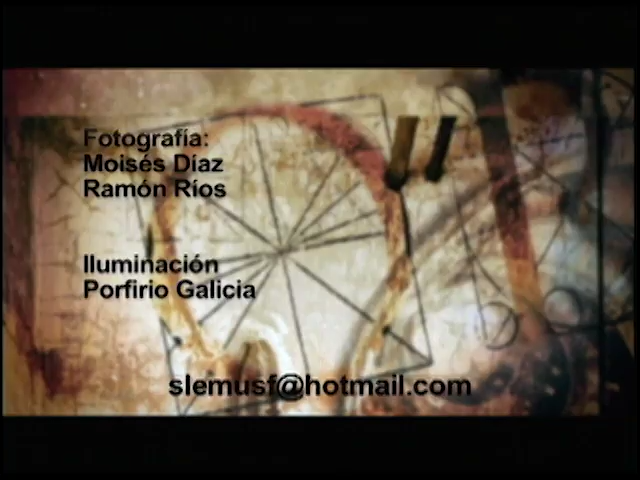 Fotografía:
Moisés Díaz
Ramón Ríos
Iluminación
Porfirio Galicia
slemusf@hotmail.com